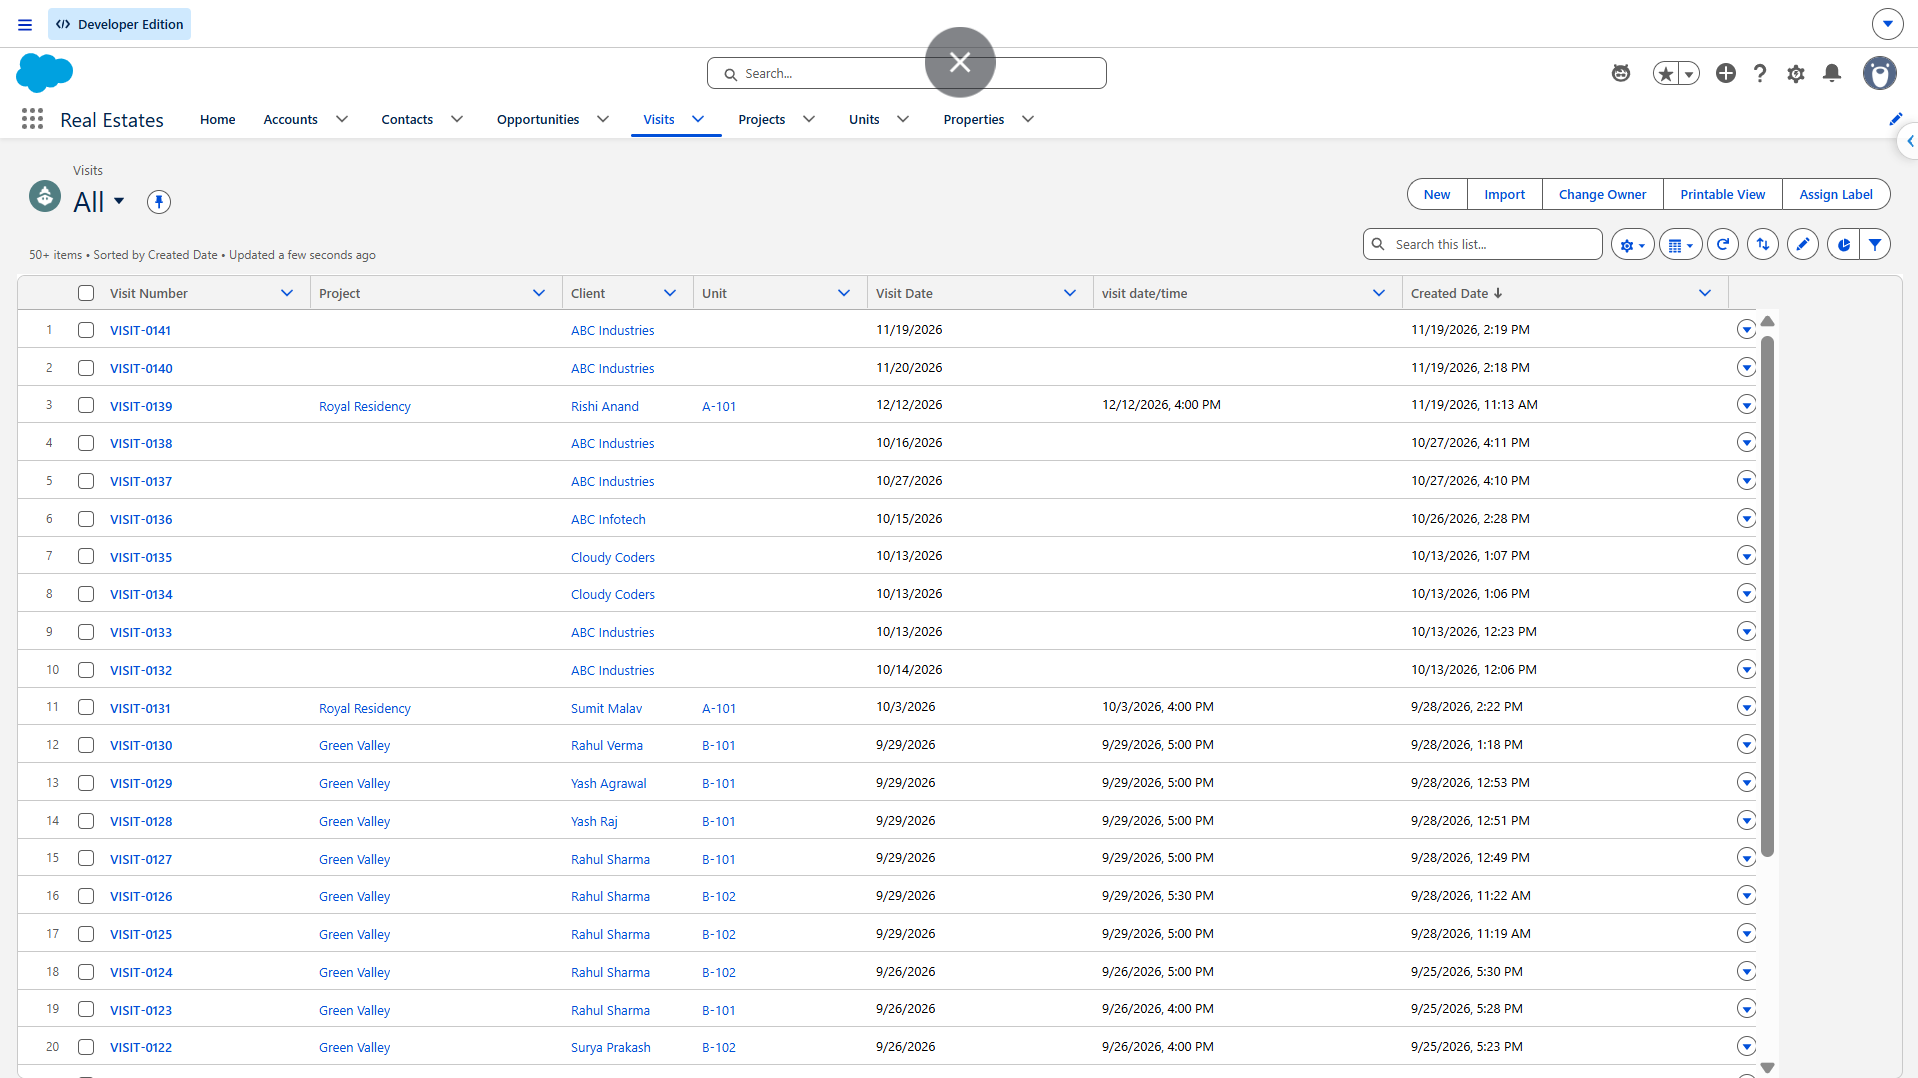 Developer Edition
Search...
Real Estates Home Accounts Contacts Opportunities Visits Projects Units Properties
Visits
All
New Import Change Owner Printable View Assign Label
50+ items • Sorted by Created Date • Updated a few seconds ago
Search this list...
Visit Number Project Client Unit Visit Date visit date/time Created Date
1 VISIT-0141 ABC Industries 11/19/2026 11/19/2026, 2:19 PM
2 VISIT-0140 ABC Industries 11/20/2026 11/19/2026, 2:18 PM
3 VISIT-0139 Royal Residency Rishi Anand A-101 12/12/2026 12/12/2026, 4:00 PM 11/19/2026, 11:13 AM
4 VISIT-0138 ABC Industries 10/16/2026 10/27/2026, 4:11 PM
5 VISIT-0137 ABC Industries 10/27/2026 10/27/2026, 4:10 PM
6 VISIT-0136 ABC Infotech 10/15/2026 10/26/2026, 2:28 PM
7 VISIT-0135 Cloudy Coders 10/13/2026 10/13/2026, 1:07 PM
8 VISIT-0134 Cloudy Coders 10/13/2026 10/13/2026, 1:06 PM
9 VISIT-0133 ABC Industries 10/13/2026 10/13/2026, 12:23 PM
10 VISIT-0132 ABC Industries 10/14/2026 10/13/2026, 12:06 PM
11 VISIT-0131 Royal Residency Sumit Malav A-101 10/3/2026 10/3/2026, 4:00 PM 9/28/2026, 2:22 PM
12 VISIT-0130 Green Valley Rahul Verma B-101 9/29/2026 9/29/2026, 5:00 PM 9/28/2026, 1:18 PM
13 VISIT-0129 Green Valley Yash Agrawal B-101 9/29/2026 9/29/2026, 5:00 PM 9/28/2026, 12:53 PM
14 VISIT-0128 Green Valley Yash Raj B-101 9/29/2026 9/29/2026, 5:00 PM 9/28/2026, 12:51 PM
15 VISIT-0127 Green Valley Rahul Sharma B-101 9/29/2026 9/29/2026, 5:00 PM 9/28/2026, 12:49 PM
16 VISIT-0126 Green Valley Rahul Sharma B-102 9/29/2026 9/29/2026, 5:30 PM 9/28/2026, 11:22 AM
17 VISIT-0125 Green Valley Rahul Sharma B-102 9/29/2026 9/29/2026, 5:00 PM 9/28/2026, 11:19 AM
18 VISIT-0124 Green Valley Rahul Sharma B-102 9/26/2026 9/26/2026, 5:00 PM 9/25/2026, 5:30 PM
19 VISIT-0123 Green Valley Rahul Sharma B-101 9/26/2026 9/26/2026, 4:00 PM 9/25/2026, 5:28 PM
20 VISIT-0122 Green Valley Surya Prakash B-102 9/26/2026 9/26/2026, 4:00 PM 9/25/2026, 5:23 PM